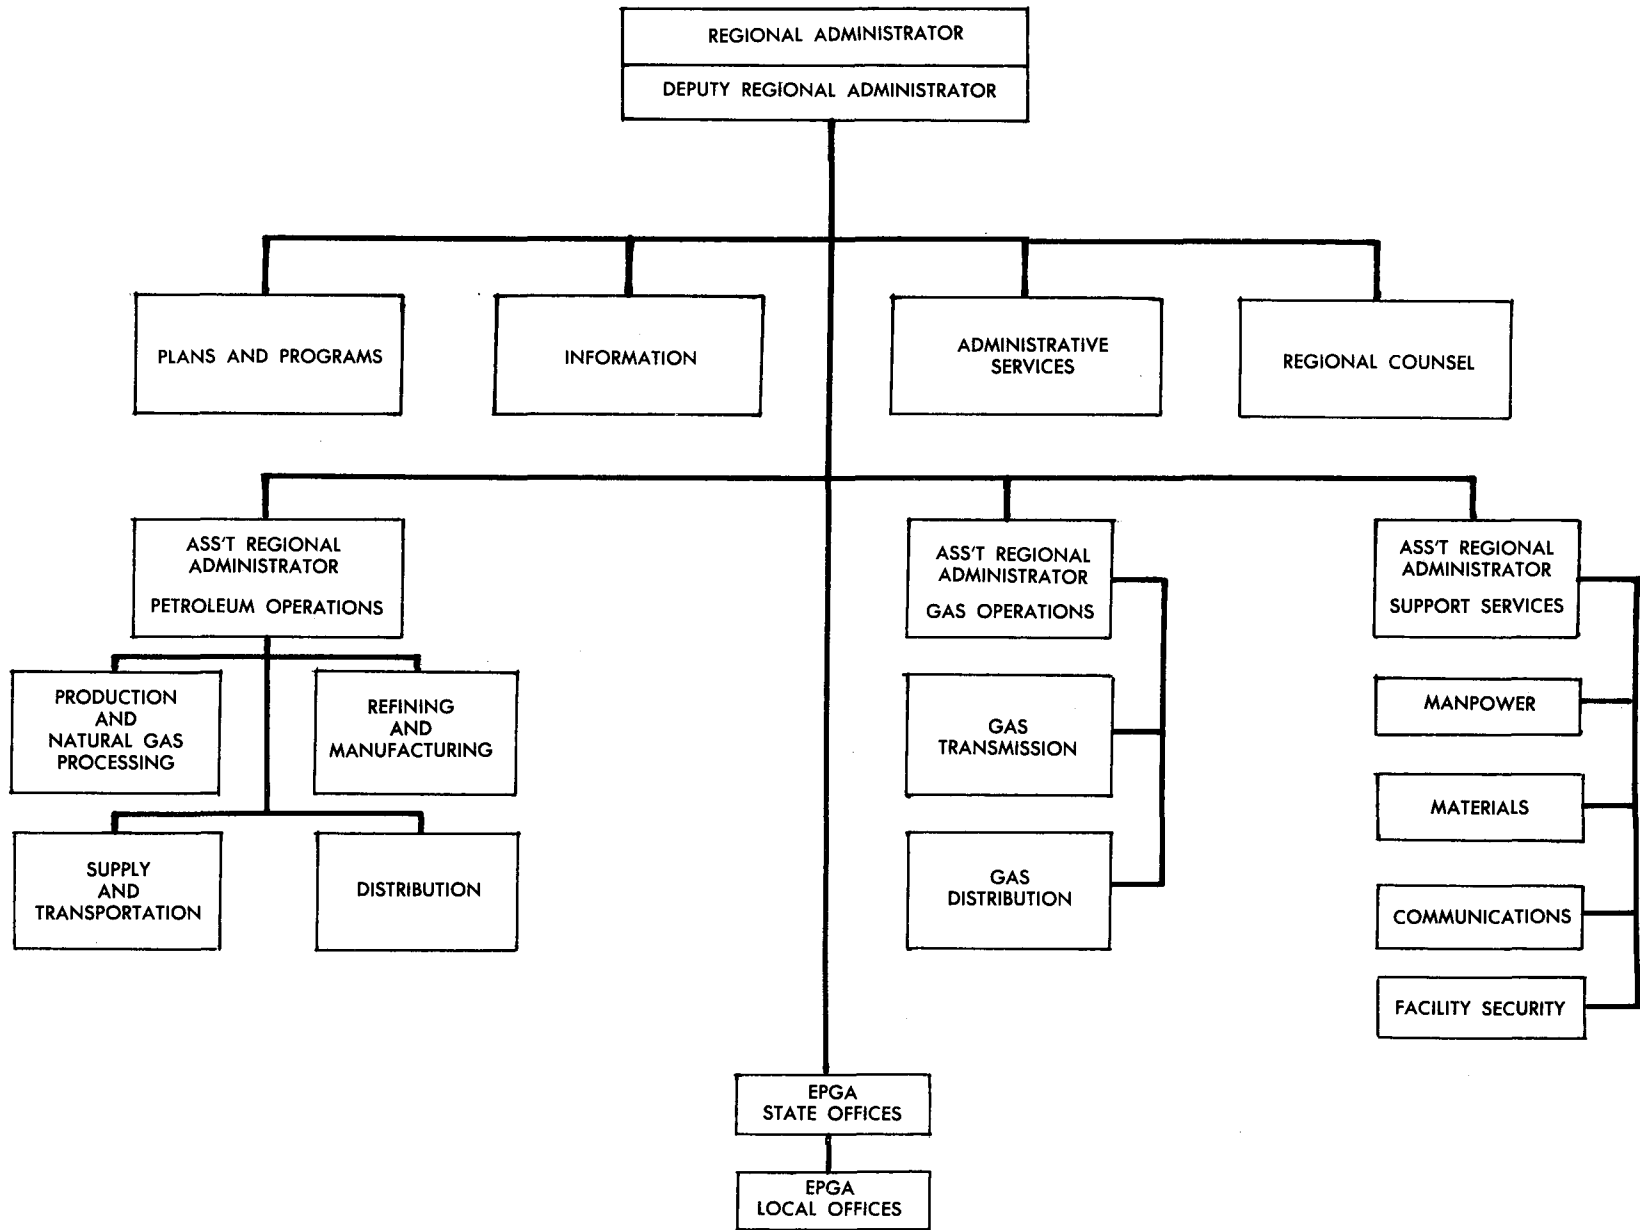 REGIONAL ADMINISTRATOR
DEPUTY REGIONAL ADMINISTRATOR
PLANS AND PROGRAMS
INFORMATION
ADMINISTRATIVE
SERVICES
REGIONAL COUNSEL
ASS'T REGIONAL
ADMINISTRATOR
PETROLEUM OPERATIONS
ASS'T REGIONAL
ADMINISTRATOR
GAS OPERATIONS
ASS'T REGIONAL
ADMINISTRATOR
SUPPORT SERVICES
PRODUCTION
AND
NATURAL GAS
PROCESSING
REFINING
AND
MANUFACTURING
GAS
TRANSMISSION
MANPOWER
MATERIALS
SUPPLY
AND
TRANSPORTATION
DISTRIBUTION
GAS
DISTRIBUTION
COMMUNICATIONS
FACILITY SECURITY
EPGA
STATE OFFICES
EPGA
LOCAL OFFICES